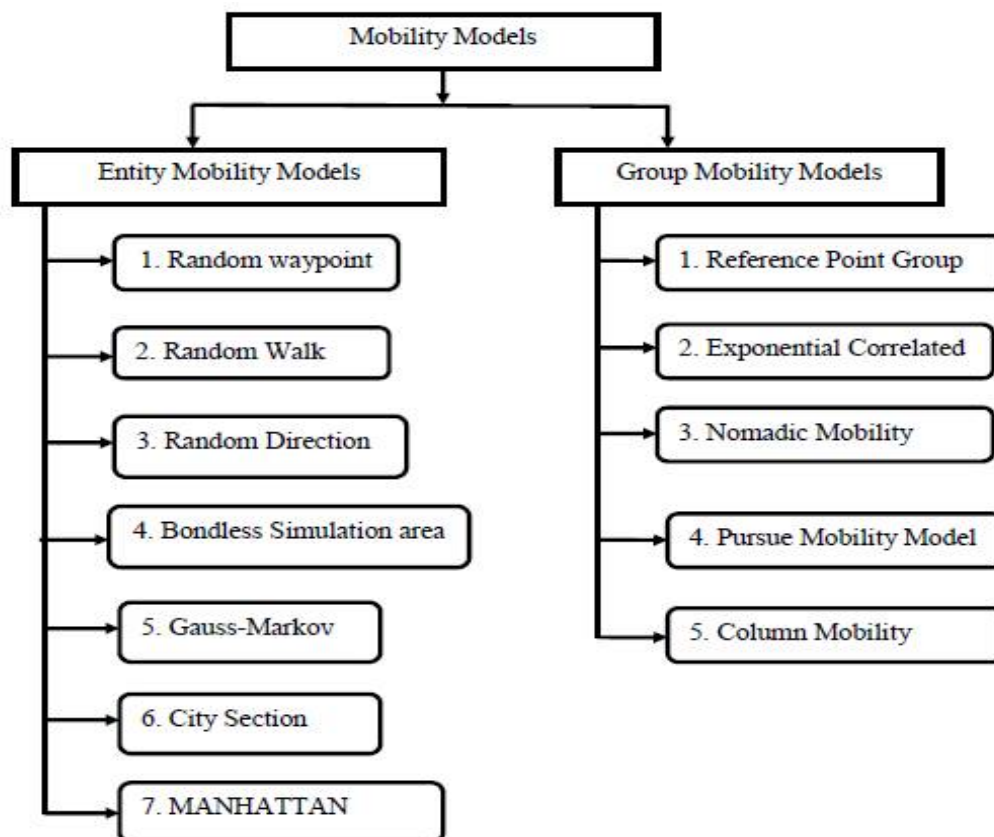 Mobility Models
Entity Mobility Models
1. Random waypoint
2. Random Walk
3. Random Direction
4. Bondless Simulation area
5. Gauss-Markov
6. City Section
7. MANHATTAN
Group Mobility Models
1. Reference Point Group
2. Exponential Correlated
3. Nomadic Mobility
4. Pursue Mobility Model
5. Column Mobility